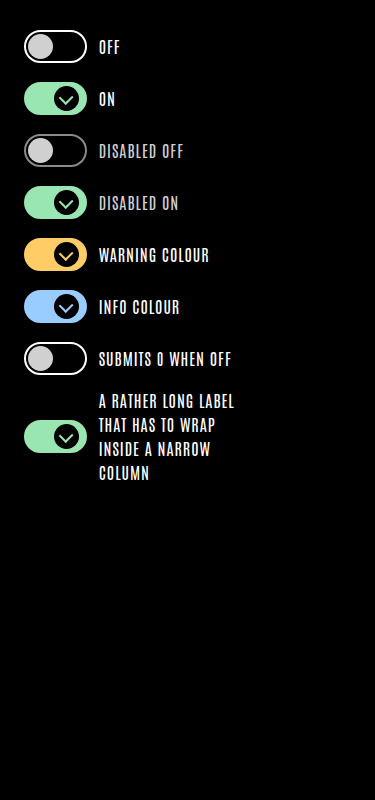 OFF
ON
DISABLED OFF
DISABLED ON
WARNING COLOUR
INFO COLOUR
SUBMITS 0 WHEN OFF
A RATHER LONG LABEL
THAT HAS TO WRAP
INSIDE A NARROW
COLUMN